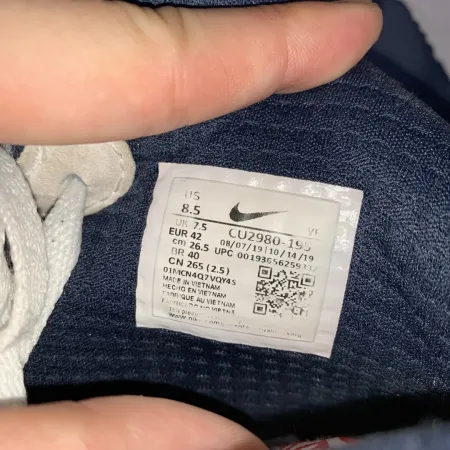 US
8.5
UK 7.5
EUR 42
cm 26.5
BR 40
CN 265 (2.5)
01MCN4Q7VQY45
MADE IN VIETNAM
HECHO EN VIETNAM
FABRIQUE AU VIETNAM
CU2980-195
08/07/19 10/14/19
UPC